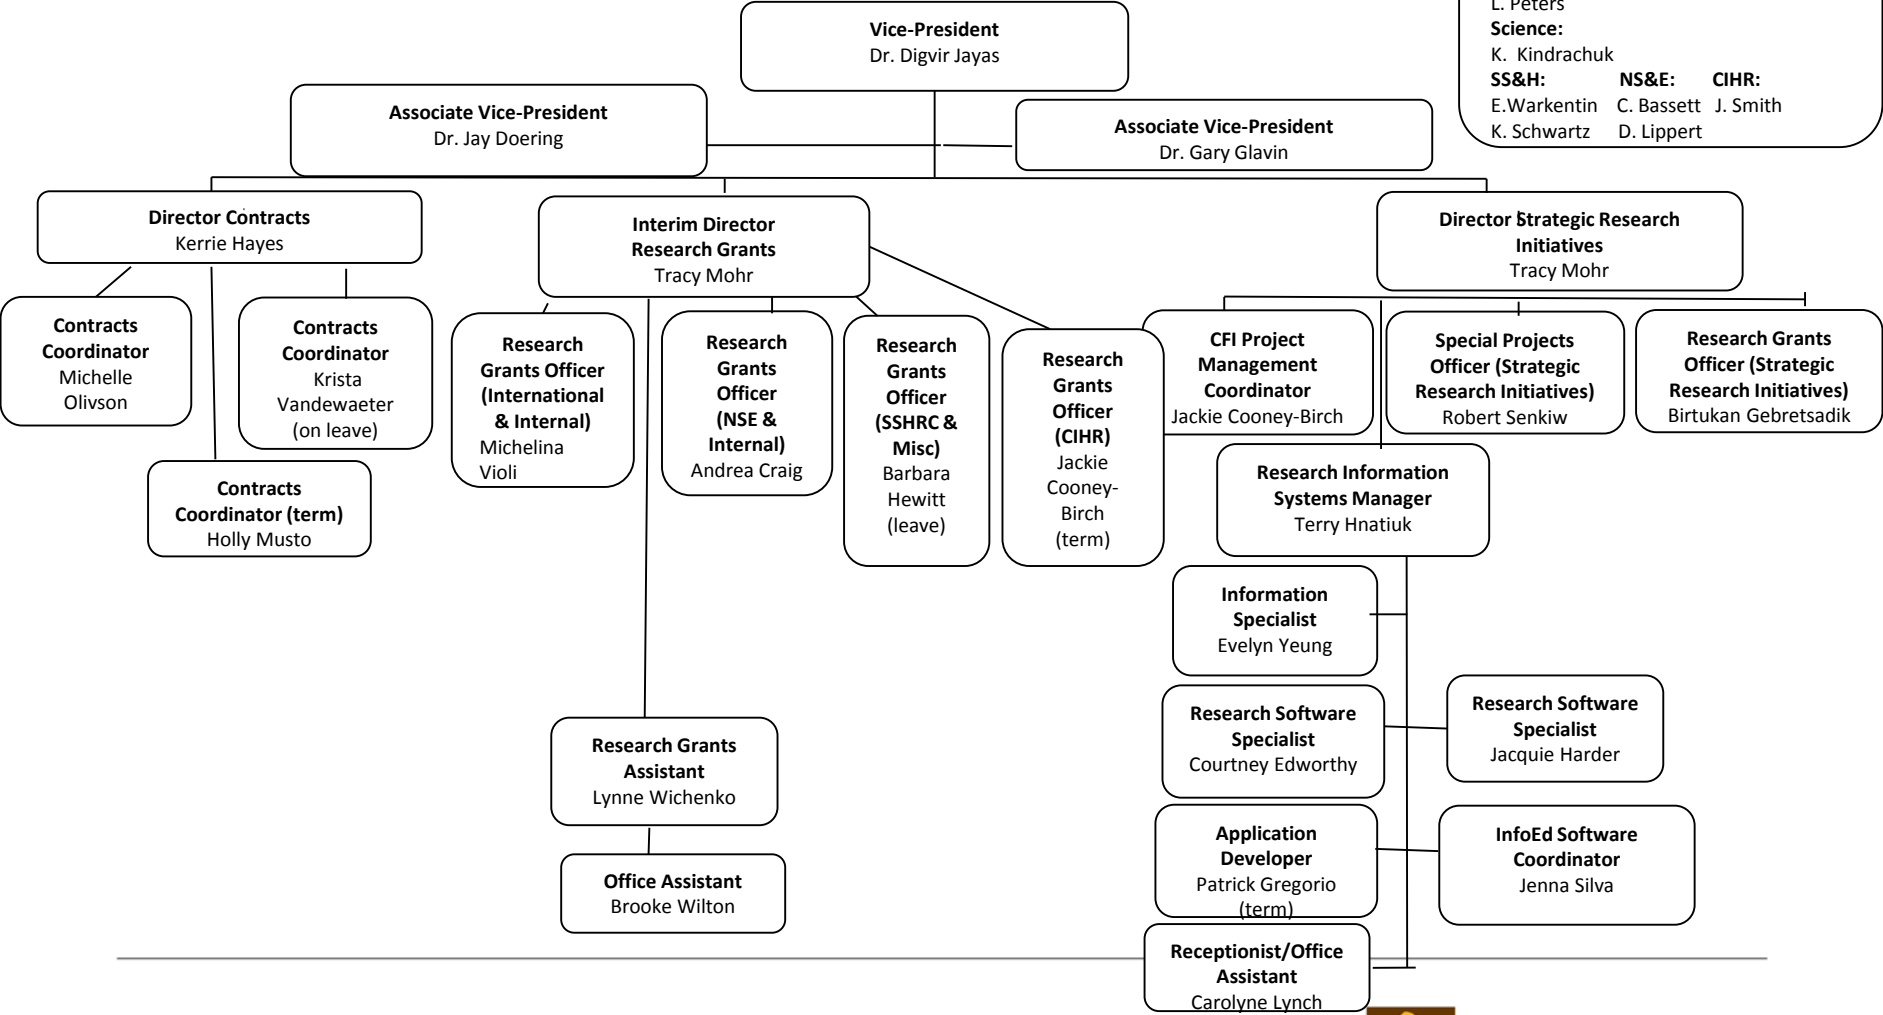 L. Peters
Science:
K. Kindrachuk
SS&H: NS&E: CIHR:
E.Warkentin C. Bassett J. Smith
K. Schwartz D. Lippert
Vice-President
Dr. Digvir Jayas
Associate Vice-President
Dr. Jay Doering
Associate Vice-President
Dr. Gary Glavin
Director Contracts
Kerrie Hayes
Interim Director
Research Grants
Tracy Mohr
Director Strategic Research
Initiatives
Tracy Mohr
Contracts
Coordinator
Michelle
Olivson
Contracts
Coordinator
Krista
Vandewaeter
(on leave)
Contracts
Coordinator (term)
Holly Musto
Research
Grants Officer
(International
& Internal)
Michelina
Violi
Research
Grants
Officer
(NSE &
Internal)
Andrea Craig
Research
Grants
Officer
(SSHRC &
Misc)
Barbara
Hewitt
(leave)
Research
Grants
Officer
(CIHR)
Jackie
Cooney-
Birch
(term)
CFI Project
Management
Coordinator
Jackie Cooney-Birch
Special Projects
Officer (Strategic
Research Initiatives)
Robert Senkiw
Research Grants
Officer (Strategic
Research Initiatives)
Birtukan Gebretsadik
Research Information
Systems Manager
Terry Hnatiuk
Information
Specialist
Evelyn Yeung
Research Software
Specialist
Courtney Edworthy
Research Software
Specialist
Jacquie Harder
Research Grants
Assistant
Lynne Wichenko
Application
Developer
Patrick Gregorio
(term)
InfoEd Software
Coordinator
Jenna Silva
Office Assistant
Brooke Wilton
Receptionist/Office
Assistant
Carolyne Lynch